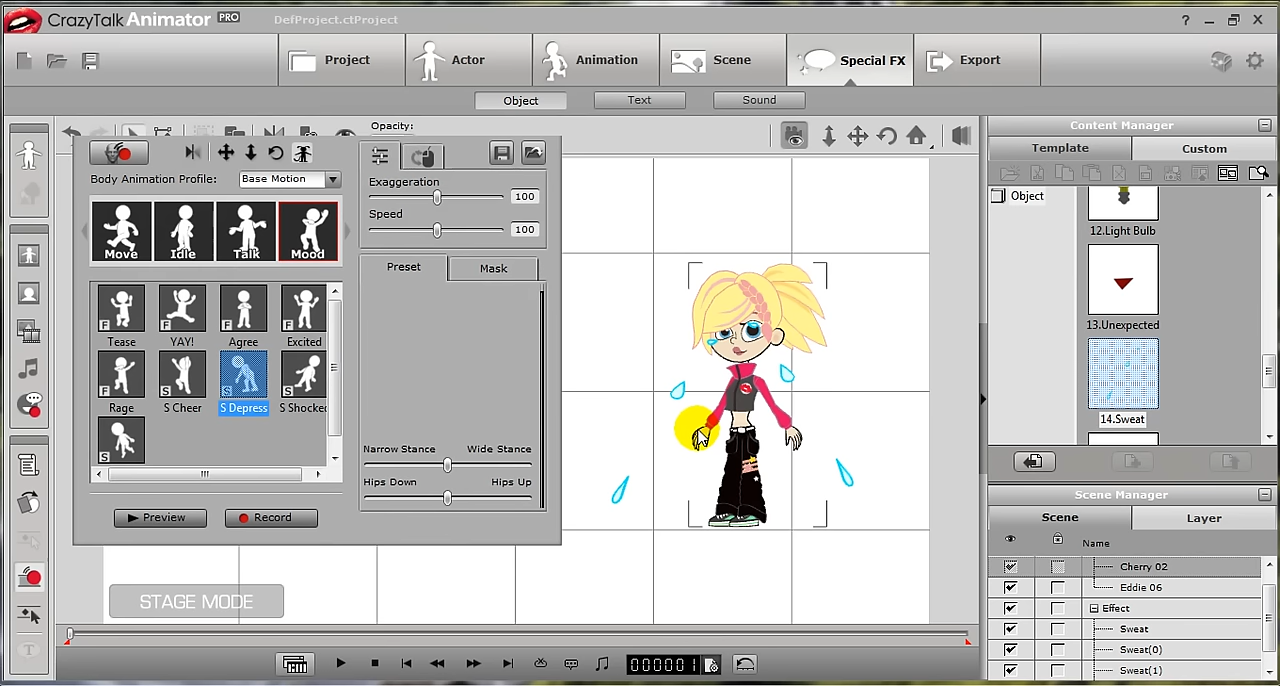 CrazyTalk Animator PRO DefProject.ctProject
Project Actor Animation Scene Special FX Export
Object Text Sound
Opacity:
Content Manager
Template Custom
Object
Body Animation Profile: Base Motion
Exaggeration
100
Speed
100
Move Idle Talk Mood
Preset Mask
F F F F
Tease YAY! Agree Excited
F S S S
Rage S Cheer S Depress S Shocked
S
Narrow Stance Wide Stance
Hips Down Hips Up
Preview Record
12.Light Bulb
13.Unexpected
14.Sweat
Scene Manager
Scene Layer
Name
Cherry 02
Eddie 06
Effect
Sweat
Sweat(0)
Sweat(1)
STAGE MODE
000001
T